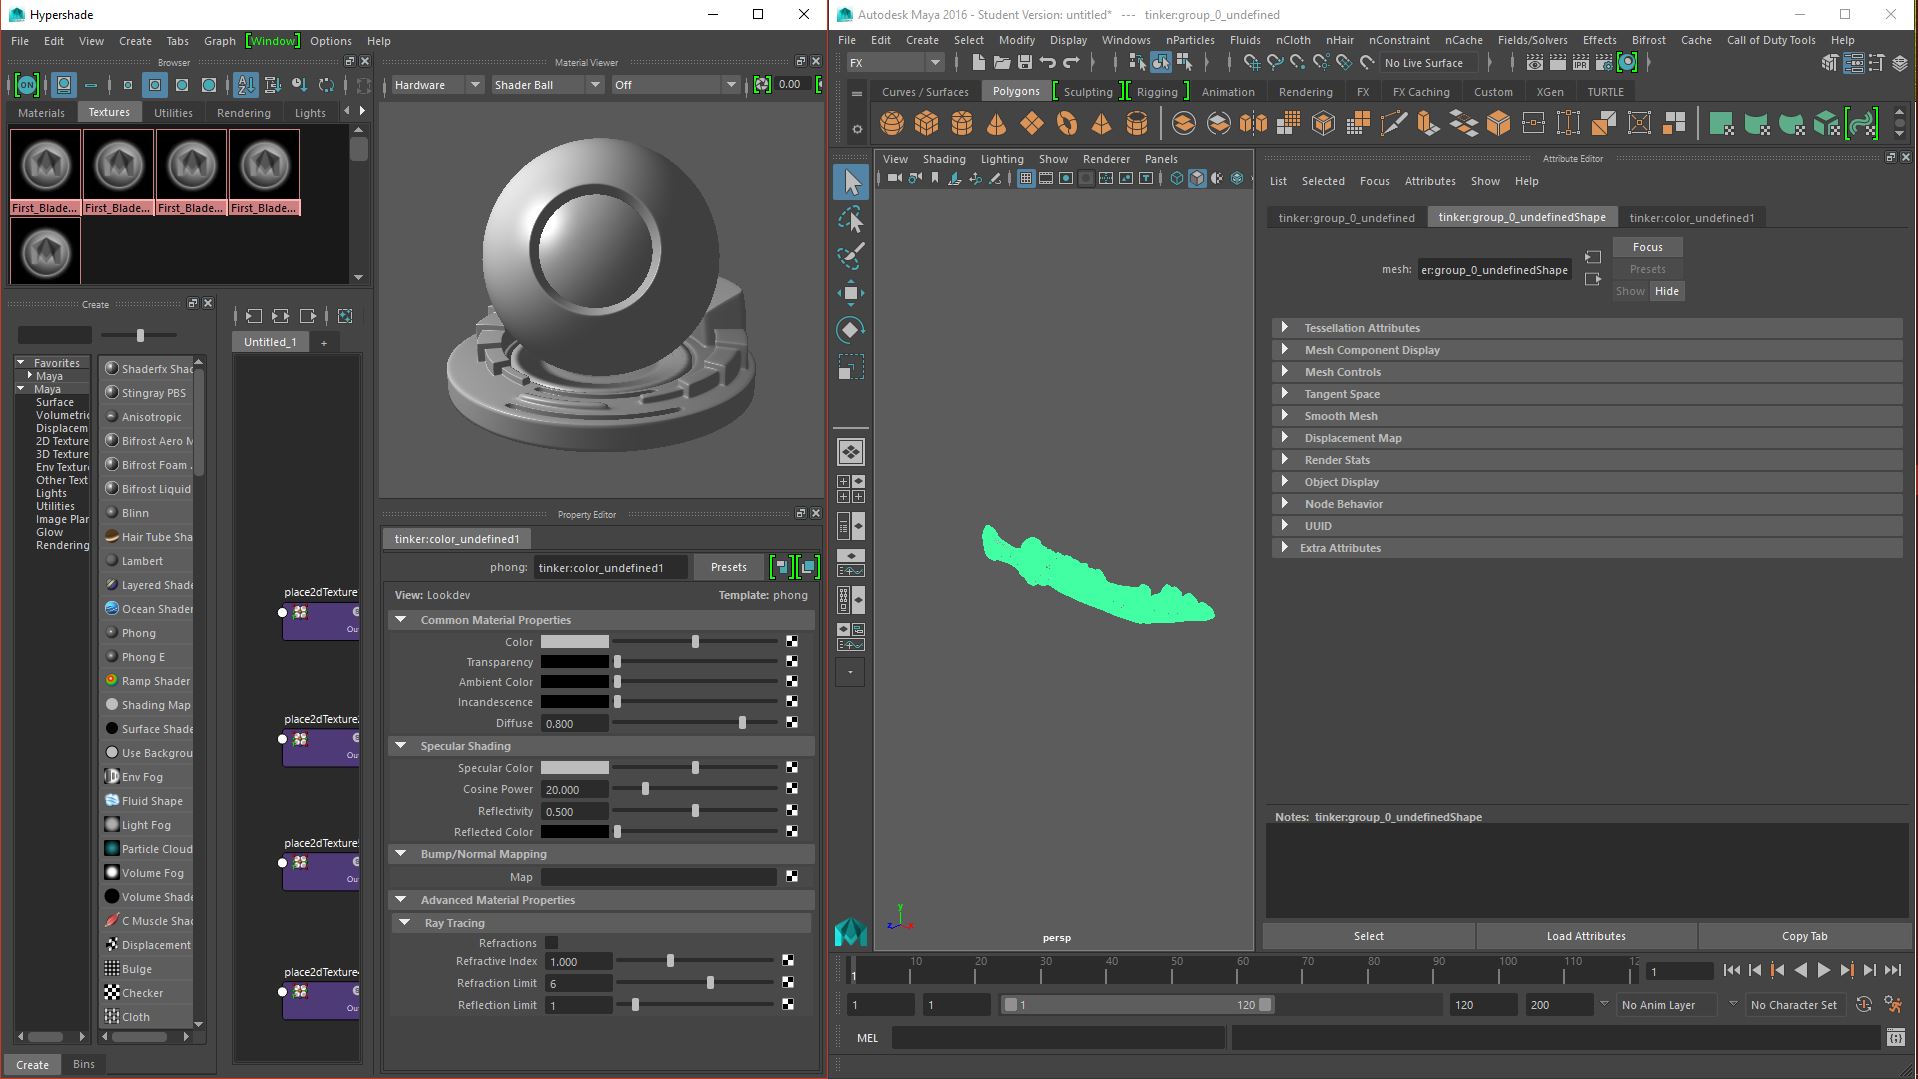 Hypershade
File Edit View Create Tabs Graph [Window] Options Help
Browser
ON
Materials Textures Utilities Rendering Lights
First_Blade... First_Blade... First_Blade... First_Blade...
Create
Favorites
Maya
Maya
Surface
Volumetric
Displacem
2D Texture
3D Texture
Env Textur
Other Text
Lights
Utilities
Image Plar
Glow
Rendering
Shaderfx Shac
Stingray PBS
Anisotropic
Bifrost Aero M
Bifrost Foam .
Bifrost Liquid
Blinn
Hair Tube Sha
Lambert
Layered Shade
Ocean Shader
Phong
Phong E
Ramp Shader
Shading Map
Surface Shade
Use Backgrou
Env Fog
Fluid Shape
Light Fog
Particle Cloud
Volume Fog
Volume Shade
C Muscle Shac
Displacement
Bulge
Checker
Cloth
Create Bins
Untitled_1 +
place2dTexture
Ou
place2dTexture
Ou
place2dTexture
Ou
place2dTexture
Ou
Material Viewer
Hardware Shader Ball Off 0.00
Property Editor
tinker:color_undefined1
phong: tinker:color_undefined1 Presets
View: Lookdev Template: phong
Common Material Properties
Color
Transparency
Ambient Color
Incandescence
Diffuse 0.800
Specular Shading
Specular Color
Cosine Power 20.000
Reflectivity 0.500
Reflected Color
Bump/Normal Mapping
Map
Advanced Material Properties
Ray Tracing
Refractions
Refractive Index 1.000
Refraction Limit 6
Reflection Limit 1
Autodesk Maya 2016 - Student Version: untitled* --- tinker:group_0_undefined
File Edit Create Select Modify Display Windows nParticles Fluids nCloth nHair nConstraint nCache Fields/Solvers Effects Bifrost Cache Call of Duty Tools Help
FX No Live Surface
Curves / Surfaces Polygons Sculpting Rigging Animation Rendering FX FX Caching Custom XGen TURTLE
View Shading Lighting Show Renderer Panels
y
z x
persp
Attribute Editor
List Selected Focus Attributes Show Help
tinker:group_0_undefined tinker:group_0_undefinedShape tinker:color_undefined1
Focus
mesh: er:group_0_undefinedShape
Presets
Show Hide
Tessellation Attributes
Mesh Component Display
Mesh Controls
Tangent Space
Smooth Mesh
Displacement Map
Render Stats
Object Display
Node Behavior
UUID
Extra Attributes
Notes: tinker:group_0_undefinedShape
Select Load Attributes Copy Tab
1 10 20 30 40 50 60 70 80 90 100 110 12 1
1 1 1 120 120 200 No Anim Layer No Character Set
MEL